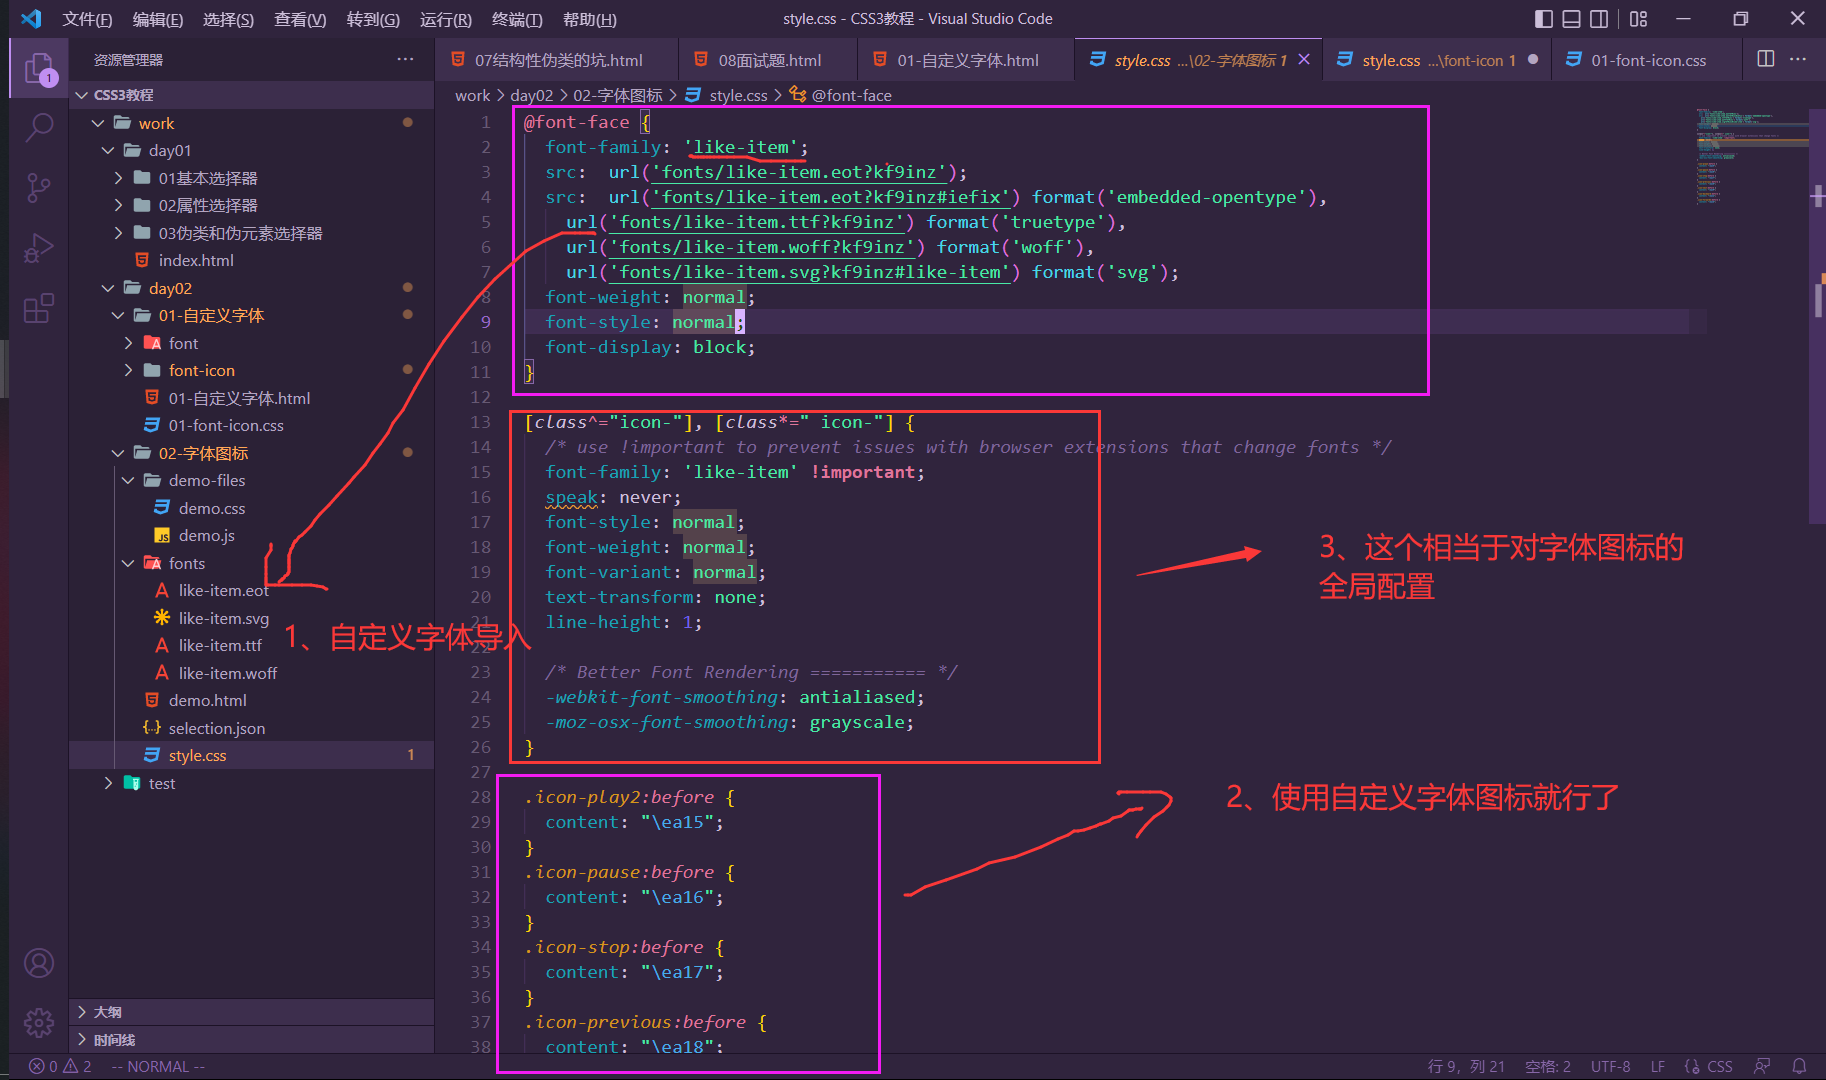 文件(F) 编辑(E) 选择(S) 查看(V) 转到(G) 运行(R) 终端(T) 帮助(H)
style.css - CSS3教程 - Visual Studio Code
资源管理器
07结构性伪类的坑.html
08面试题.html
01-自定义字体.html
style.css ...\02-字体图标 1
style.css ...\font-icon 1
01-font-icon.css
1
CSS3教程
work
day01
01基本选择器
02属性选择器
03伪类和伪元素选择器
index.html
day02
01-自定义字体
font
font-icon
01-自定义字体.html
01-font-icon.css
02-字体图标
demo-files
demo.css
demo.js
fonts
like-item.eot
like-item.svg
like-item.ttf
like-item.woff
demo.html
selection.json
style.css 1
test
大纲
时间线
work > day02 > 02-字体图标 > style.css > @font-face
1 @font-face {
2 font-family: 'like-item';
3 src: url('fonts/like-item.eot?kf9inz');
4 src: url('fonts/like-item.eot?kf9inz#iefix') format('embedded-opentype'),
5 url('fonts/like-item.ttf?kf9inz') format('truetype'),
6 url('fonts/like-item.woff?kf9inz') format('woff'),
7 url('fonts/like-item.svg?kf9inz#like-item') format('svg');
8 font-weight: normal;
9 font-style: normal;
10 font-display: block;
11 }
12
13 [class^="icon-"], [class*=" icon-"] {
14 /* use !important to prevent issues with browser extensions that change fonts */
15 font-family: 'like-item' !important;
16 speak: never;
17 font-style: normal;
18 font-weight: normal;
19 font-variant: normal;
20 text-transform: none;
21 line-height: 1;
22
23 /* Better Font Rendering =========== */
24 -webkit-font-smoothing: antialiased;
25 -moz-osx-font-smoothing: grayscale;
26 }
27
28 .icon-play2:before {
29 content: "\ea15";
30 }
31 .icon-pause:before {
32 content: "\ea16";
33 }
34 .icon-stop:before {
35 content: "\ea17";
36 }
37 .icon-previous:before {
38 content: "\ea18";
1、自定义字体导入
3、这个相当于对字体图标的
全局配置
2、使用自定义字体图标就行了
0 2 -- NORMAL --
行 9, 列 21 空格: 2 UTF-8 LF CSS